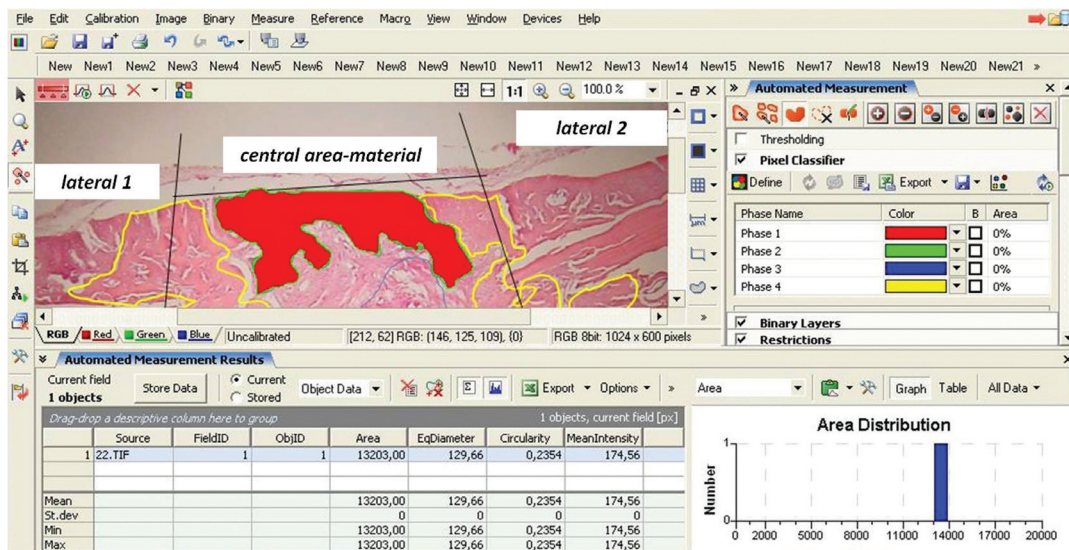 File Edit Calibration Image Binary Measure Reference Macro View Window Devices Help
New New1 New2 New3 New4 New5 New6 New7 New8 New9 New10 New11 New12 New13 New14 New15 New16 New17 New18 New19 New20 New21 »
1:1 100.0 %
lateral 1
central area-material
lateral 2
RGB Red Green Blue Uncalibrated [212, 62] RGB: (146, 125, 109), {0} RGB 8bit: 1024 x 600 pixels
» Automated Measurement
Thresholding
Pixel Classifier
Define Export
Phase Name Color B Area
Phase 1 0%
Phase 2 0%
Phase 3 0%
Phase 4 0%
Binary Layers
Restrictions
Automated Measurement Results
Current field
1 objects
Store Data
Current
Stored
Object Data Σ Export Options »
Drag-drop a descriptive column here to group 1 objects, current field [px]
Source FieldID ObjID Area EqDiameter Circularity MeanIntensity
1 22.TIF 1 1 13203,00 129,66 0,2354 174,56
Mean 13203,00 129,66 0,2354 174,56
St.dev 0 0 0 0
Min 13203,00 129,66 0,2354 174,56
Max 13203,00 129,66 0,2354 174,56
Area Graph Table All Data
Area Distribution
Number
1
0
0 2000 5000 8000 11000 14000 17000 20000